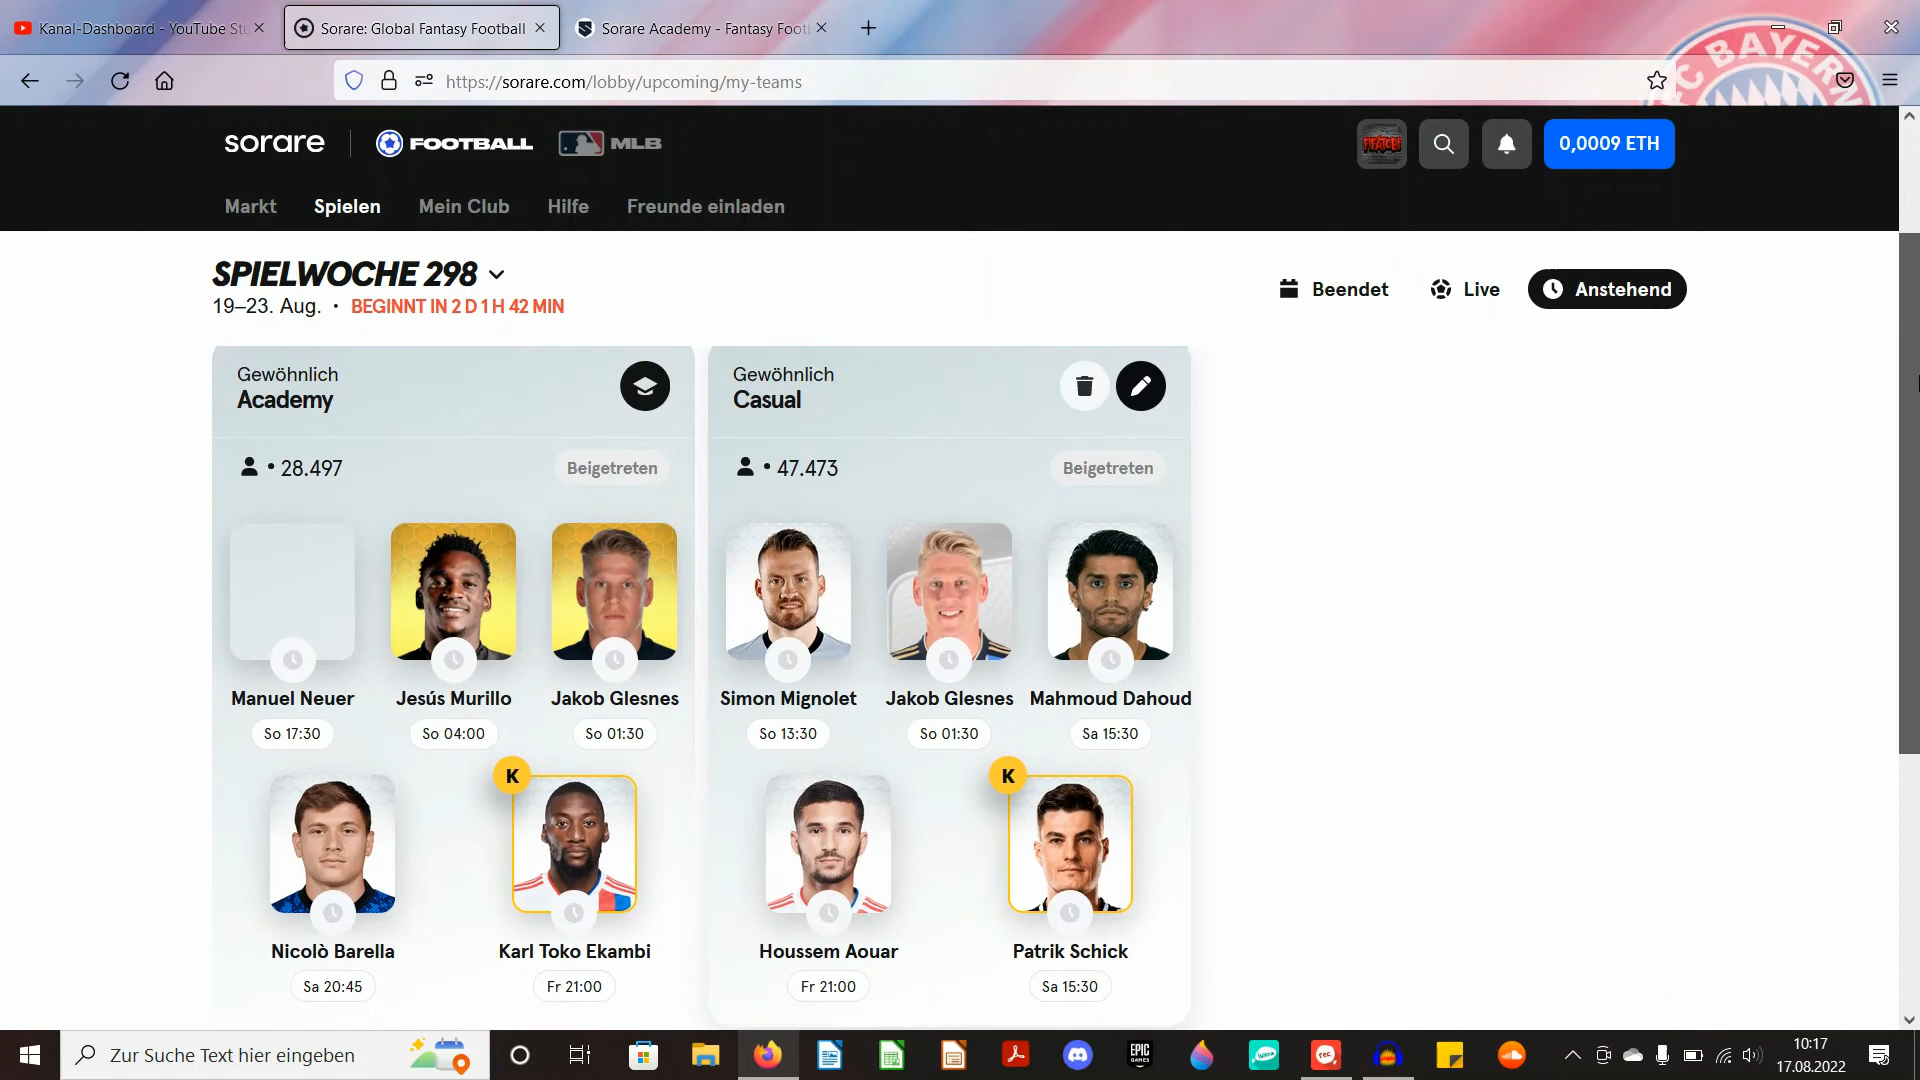 Kanal-Dashboard - YouTube Stu
Sorare: Global Fantasy Football
Sorare Academy - Fantasy Foot
https://sorare.com/lobby/upcoming/my-teams
FC BAYERN
sorare
FOOTBALL
MLB
FIFATOBI
0,0009 ETH
Markt
Spielen
Mein Club
Hilfe
Freunde einladen
SPIELWOCHE 298
19–23. Aug. • BEGINNT IN 2 D 1 H 42 MIN
Beendet
Live
Anstehend
Gewöhnlich
Academy
• 28.497
Beigetreten
Manuel Neuer
So 17:30
Jesús Murillo
So 04:00
Jakob Glesnes
So 01:30
Nicolò Barella
Sa 20:45
K
Karl Toko Ekambi
Fr 21:00
Gewöhnlich
Casual
• 47.473
Beigetreten
Simon Mignolet
So 13:30
Jakob Glesnes
So 01:30
Mahmoud Dahoud
Sa 15:30
Houssem Aouar
Fr 21:00
K
Patrik Schick
Sa 15:30
Zur Suche Text hier eingeben
EPIC
GAMES
rec
10:17
17.08.2022